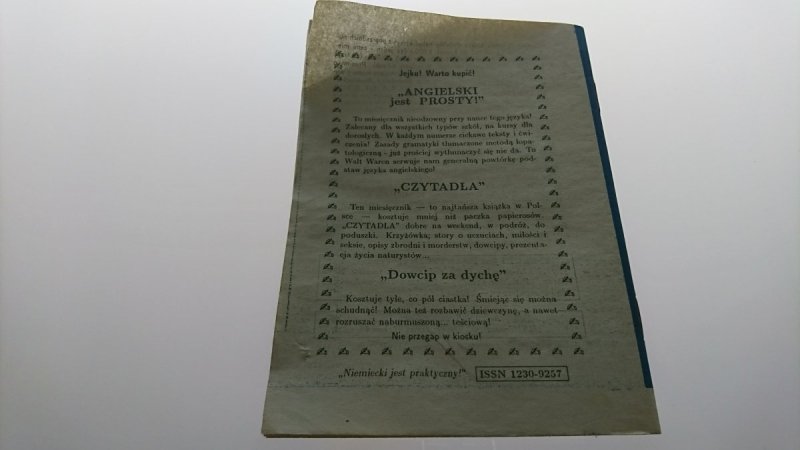 Jejku! Warto kupić!
„ANGIELSKI
jest PROSTY!”
To miesięcznik nieodzowny przy nauce tego języka!
Zalecany dla wszystkich typów szkół, na kursy dla
dorosłych. W każdym numerze ciekawe teksty i ćwi-
czenia! Zasady gramatyki tłumaczone metodą łopa-
tologiczną - już prościej wytłumaczyć się nie da. Tu
Walt Waren serwuje nam generalną powtórkę pod-
staw języka angielskiego!
„CZYTADŁA”
Ten miesięcznik — to najtańsza książka w Pol-
sce — kosztuje mniej niż paczka papierosów.
„CZYTADŁA” dobre na weekend, w podróż, do
poduszki. Krzyżówka, story o uczuciach, miłości i
seksie, opisy zbrodni i morderstw, dowcipy, prezenta-
cja życia naturystów...
„Dowcip za dychę”
Kosztuje tyle, co pół ciastka! Śmiejąc się można
schudnąć! Można też rozbawić dziewczynę, a nawet
rozruszać naburmuszoną... teściową!
Nie przegap w kiosku!
„Niemiecki jest praktyczny!” ISSN 1230-9257